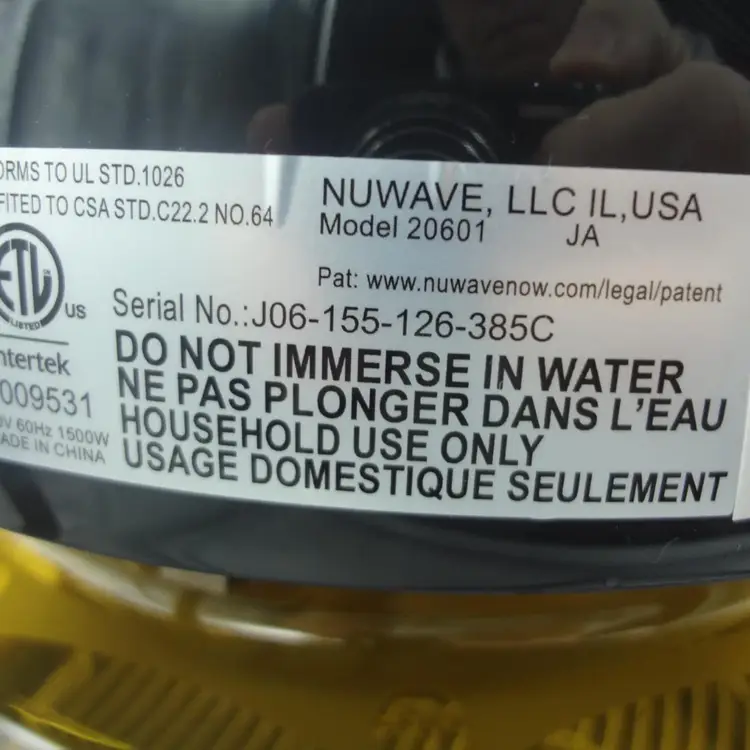 ORMS TO UL STD.1026
FITED TO CSA STD.C22.2 NO.64
NUWAVE, LLC IL,USA
Model 20601 JA
Pat: www.nuwavenow.com/legal/patent
ETL
US
LISTED
Serial No.:J06-155-126-385C
ntertek
009531
V 60Hz 1500W
ADE IN CHINA
DO NOT IMMERSE IN WATER
NE PAS PLONGER DANS L'EAU
HOUSEHOLD USE ONLY
USAGE DOMESTIQUE SEULEMENT